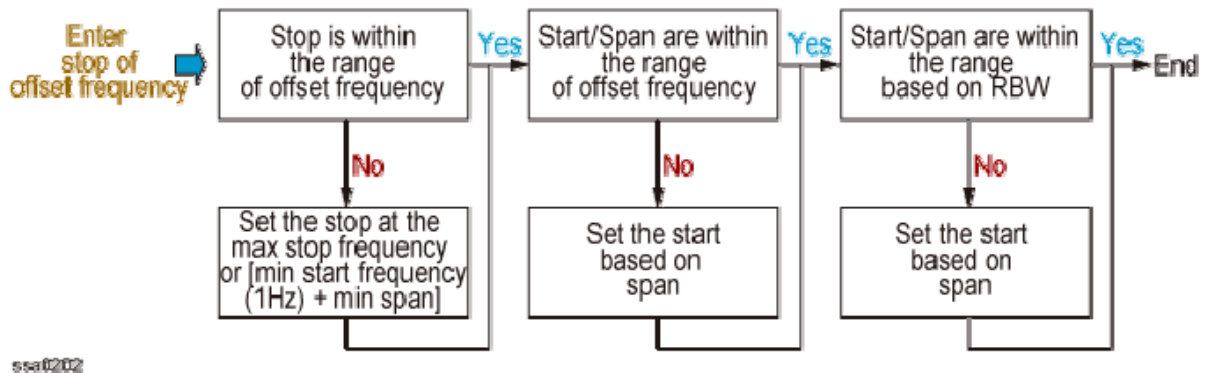 Enter
stop of
offset frequency
Stop is within
the range
of offset frequency
Yes
Start/Span are within
the range
of offset frequency
Yes
Start/Span are within
the range
based on RBW
Yes
End
No
No
No
Set the stop at the
max stop frequency
or [min start frequency
(1Hz) + min span]
Set the start
based on
span
Set the start
based on
span
ssa0202